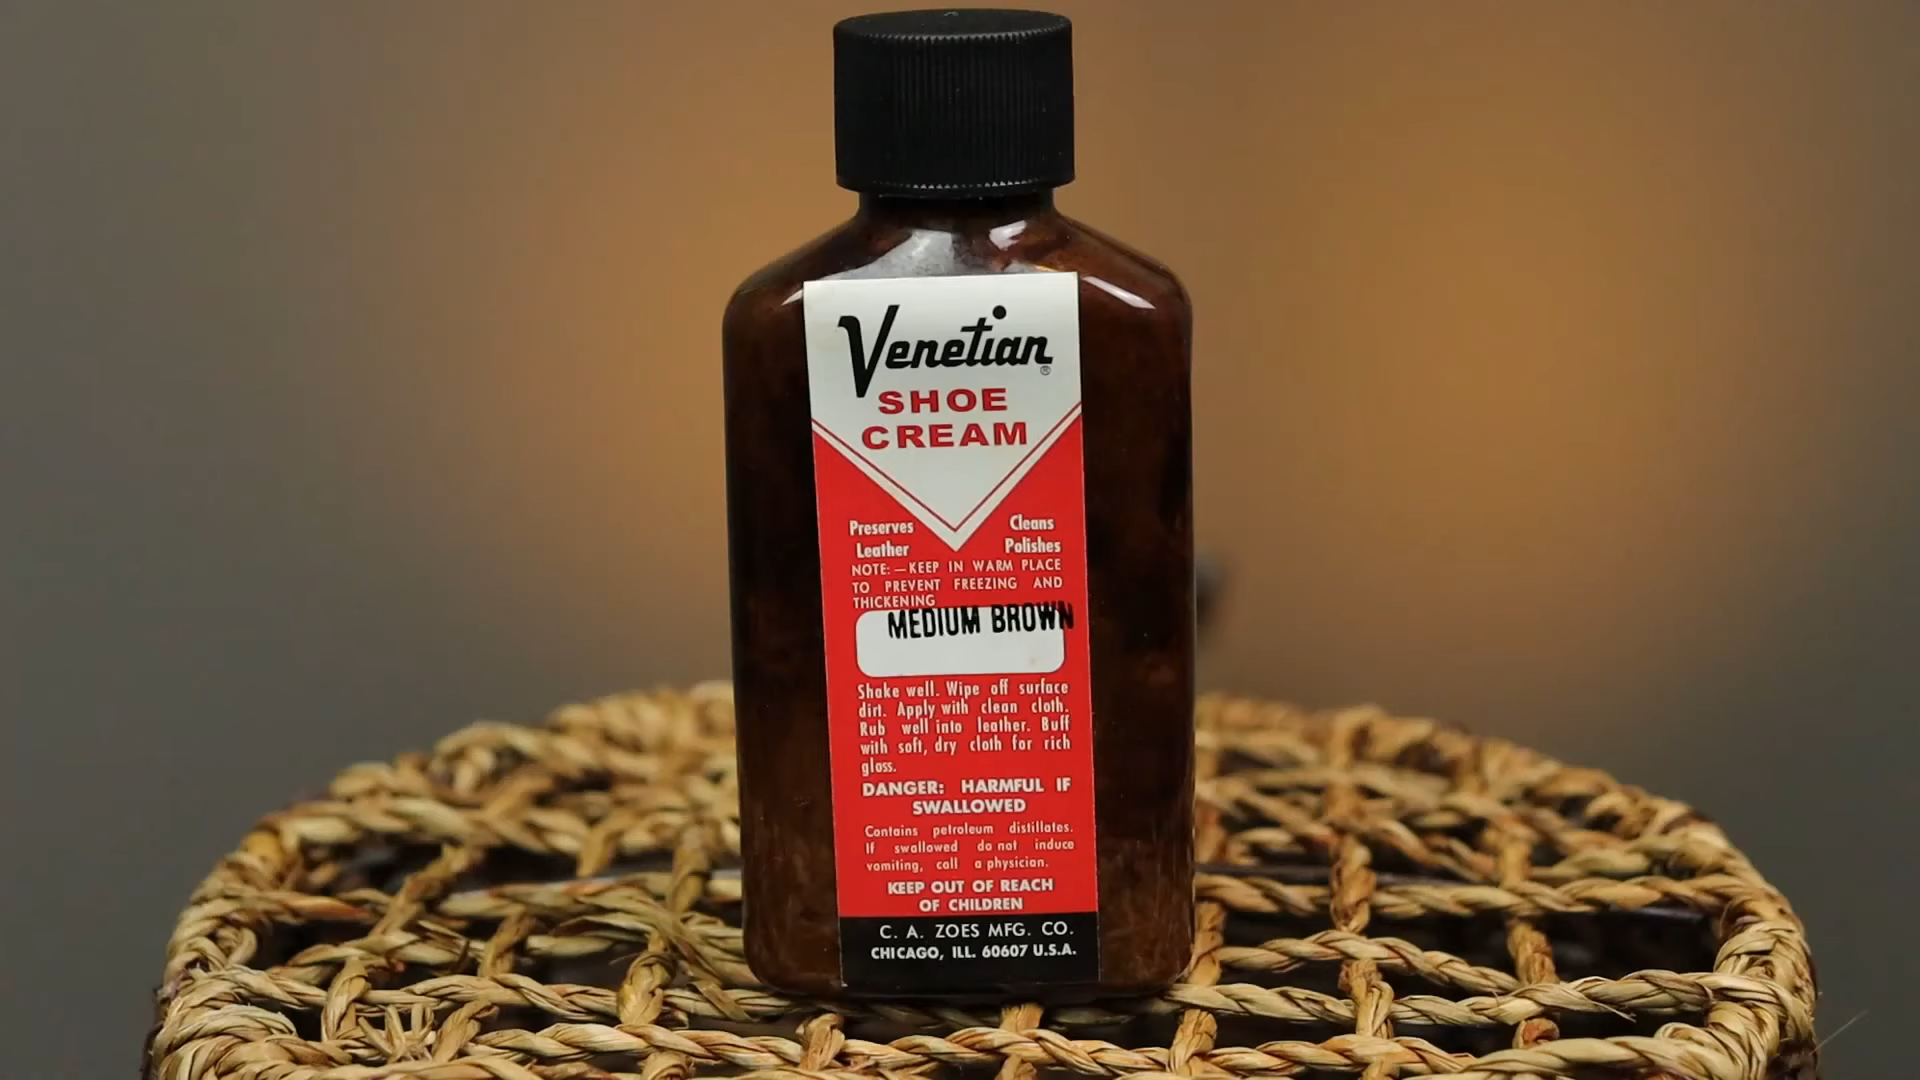 Venetian®
SHOE
CREAM
Preserves
Leather
Cleans
Polishes
NOTE:—KEEP IN WARM PLACE
TO PREVENT FREEZING AND
THICKENING
MEDIUM BROWN
Shake well. Wipe off surface
dirt. Apply with clean cloth.
Rub well into leather. Buff
with soft, dry cloth for rich
gloss.
DANGER: HARMFUL IF
SWALLOWED
Contains petroleum distillates.
If swallowed do not induce
vomiting, call a physician.
KEEP OUT OF REACH
OF CHILDREN
C. A. ZOES MFG. CO.
CHICAGO, ILL. 60607 U.S.A.